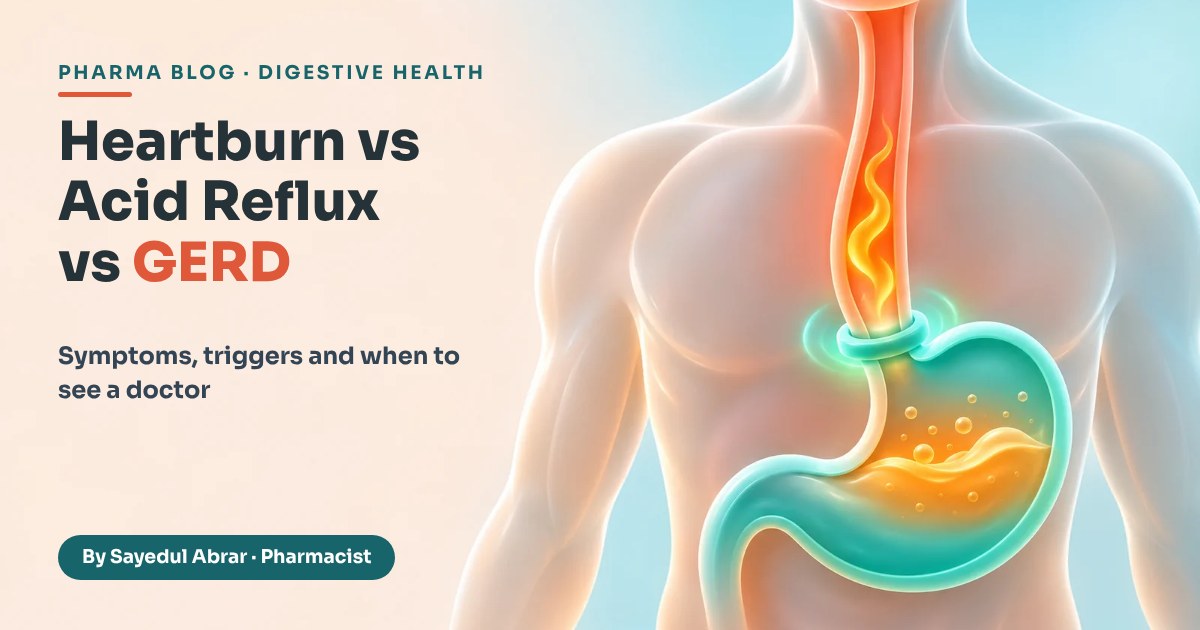 PHARMA BLOG · DIGESTIVE HEALTH
Heartburn vs
Acid Reflux
vs GERD
Symptoms, triggers and when to
see a doctor
By Sayedul Abrar · Pharmacist